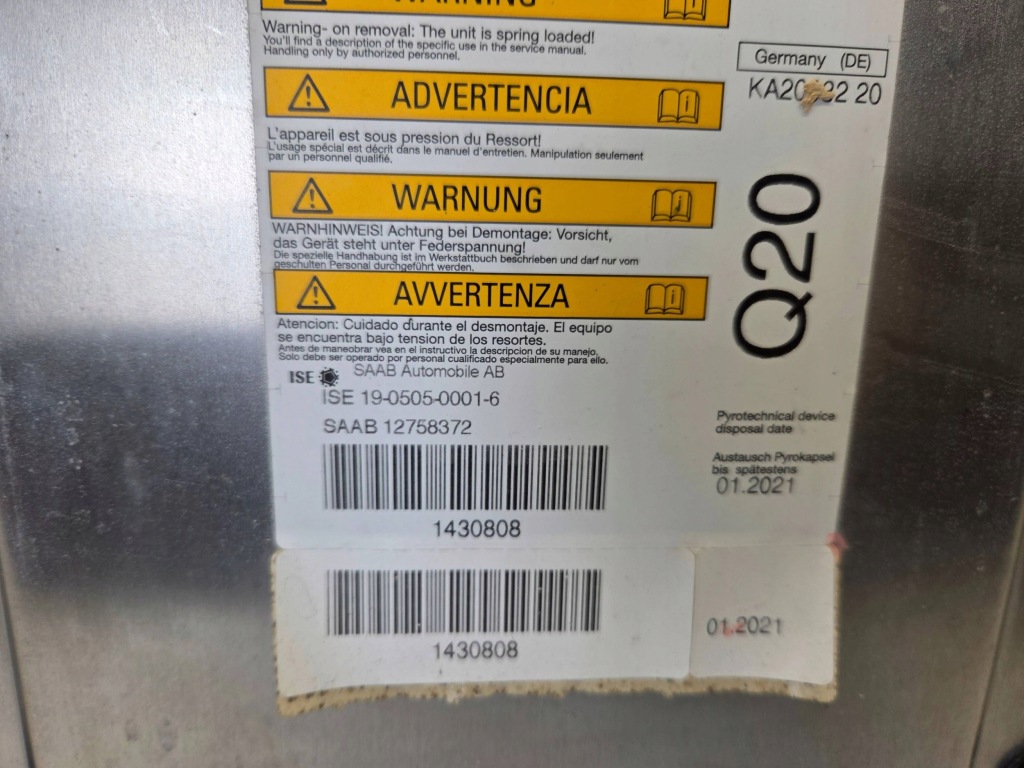 WARNING
Warning- on removal: The unit is spring loaded!
You'll find a description of the specific use in the service manual.
Handling only by authorized personnel.
ADVERTENCIA
L'appareil est sous pression du Ressort!
L'usage spécial est décrit dans le manuel d'entretien. Manipulation seulement
par un personnel qualifié.
WARNUNG
WARNHINWEIS! Achtung bei Demontage: Vorsicht,
das Gerät steht unter Federspannung!
Die spezielle Handhabung ist im Werkstattbuch beschrieben und darf nur vom
geschulten Personal durchgeführt werden.
AVVERTENZA
Atencion: Cuidado durante el desmontaje. El equipo
se encuentra bajo tension de los resortes.
Antes de maneobrar vea en el instructivo la descripcion de su manejo.
Solo debe ser operado por personal cualificado especialmente para ello.
ISE SAAB Automobile AB
ISE 19-0505-0001-6
SAAB 12758372
1430808
1430808
Germany (DE)
22 20
Q20
Pyrotechnical device
disposal date
Austausch Pyrokapsel
bis spätestens
01.2021
01.2021